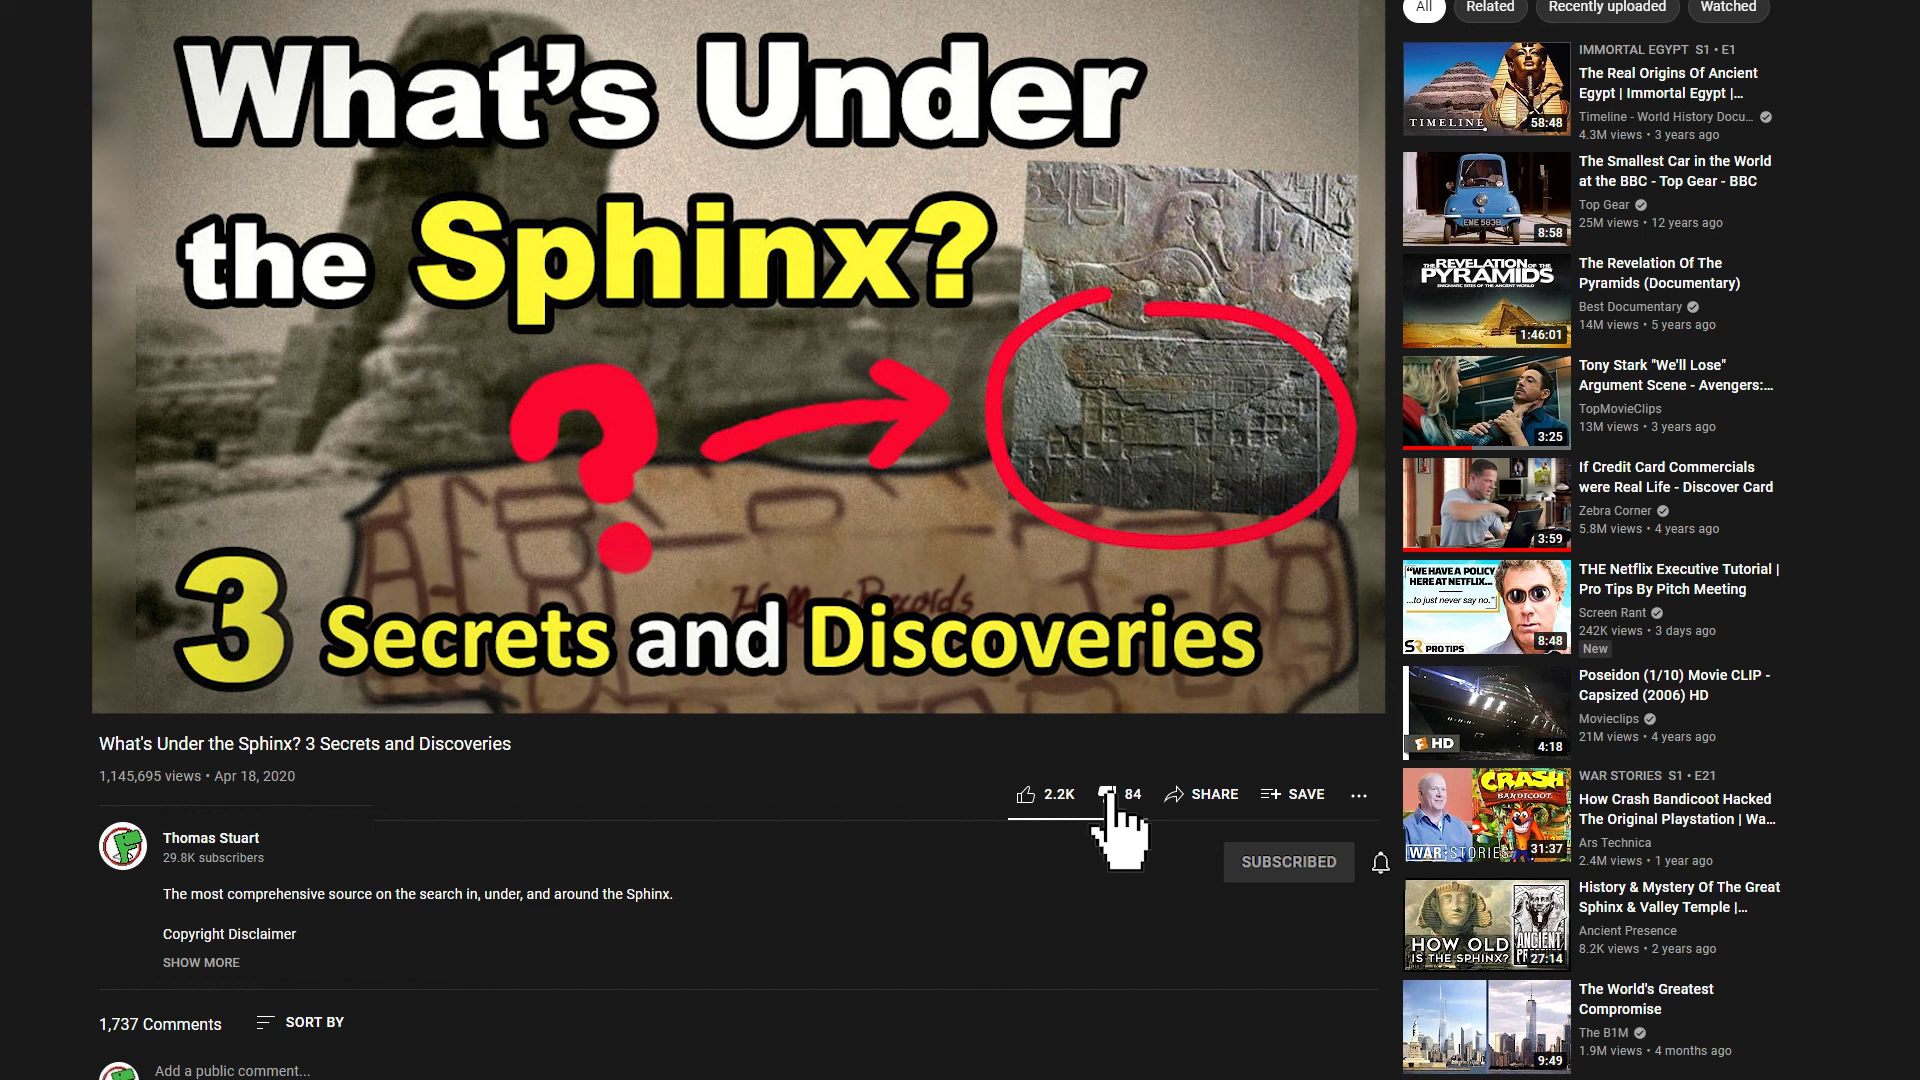 What's Under
the Sphinx?
3 Secrets and Discoveries
What's Under the Sphinx? 3 Secrets and Discoveries
1,145,695 views • Apr 18, 2020
2.2K
84
SHARE
SAVE
Thomas Stuart
29.8K subscribers
SUBSCRIBED
The most comprehensive source on the search in, under, and around the Sphinx.
Copyright Disclaimer
SHOW MORE
1,737 Comments
SORT BY
Add a public comment...
All
Related
Recently uploaded
Watched
TIMELINE
58:48
IMMORTAL EGYPT S1 • E1
The Real Origins Of Ancient
Egypt | Immortal Egypt |...
Timeline - World History Docu...
4.3M views • 3 years ago
8:58
The Smallest Car in the World
at the BBC - Top Gear - BBC
Top Gear
25M views • 12 years ago
THE REVELATION OF THE
PYRAMIDS
1:46:01
The Revelation Of The
Pyramids (Documentary)
Best Documentary
14M views • 5 years ago
3:25
Tony Stark "We'll Lose"
Argument Scene - Avengers:...
TopMovieClips
13M views • 3 years ago
3:59
If Credit Card Commercials
were Real Life - Discover Card
Zebra Corner
5.8M views • 4 years ago
"WE HAVE A POLICY
HERE AT NETFLIX...
...to just never say no."
SR PRO TIPS
8:48
THE Netflix Executive Tutorial |
Pro Tips By Pitch Meeting
Screen Rant
242K views • 3 days ago
New
HD
4:18
Poseidon (1/10) Movie CLIP -
Capsized (2006) HD
Movieclips
21M views • 4 years ago
CRASH
BANDICOOT
WAR STORIES
31:37
WAR STORIES S1 • E21
How Crash Bandicoot Hacked
The Original Playstation | Wa...
Ars Technica
2.4M views • 1 year ago
HOW OLD
IS THE SPHINX?
ANCIENT
27:14
History & Mystery Of The Great
Sphinx & Valley Temple |...
Ancient Presence
8.2K views • 2 years ago
9:49
The World's Greatest
Compromise
The B1M
1.9M views • 4 months ago